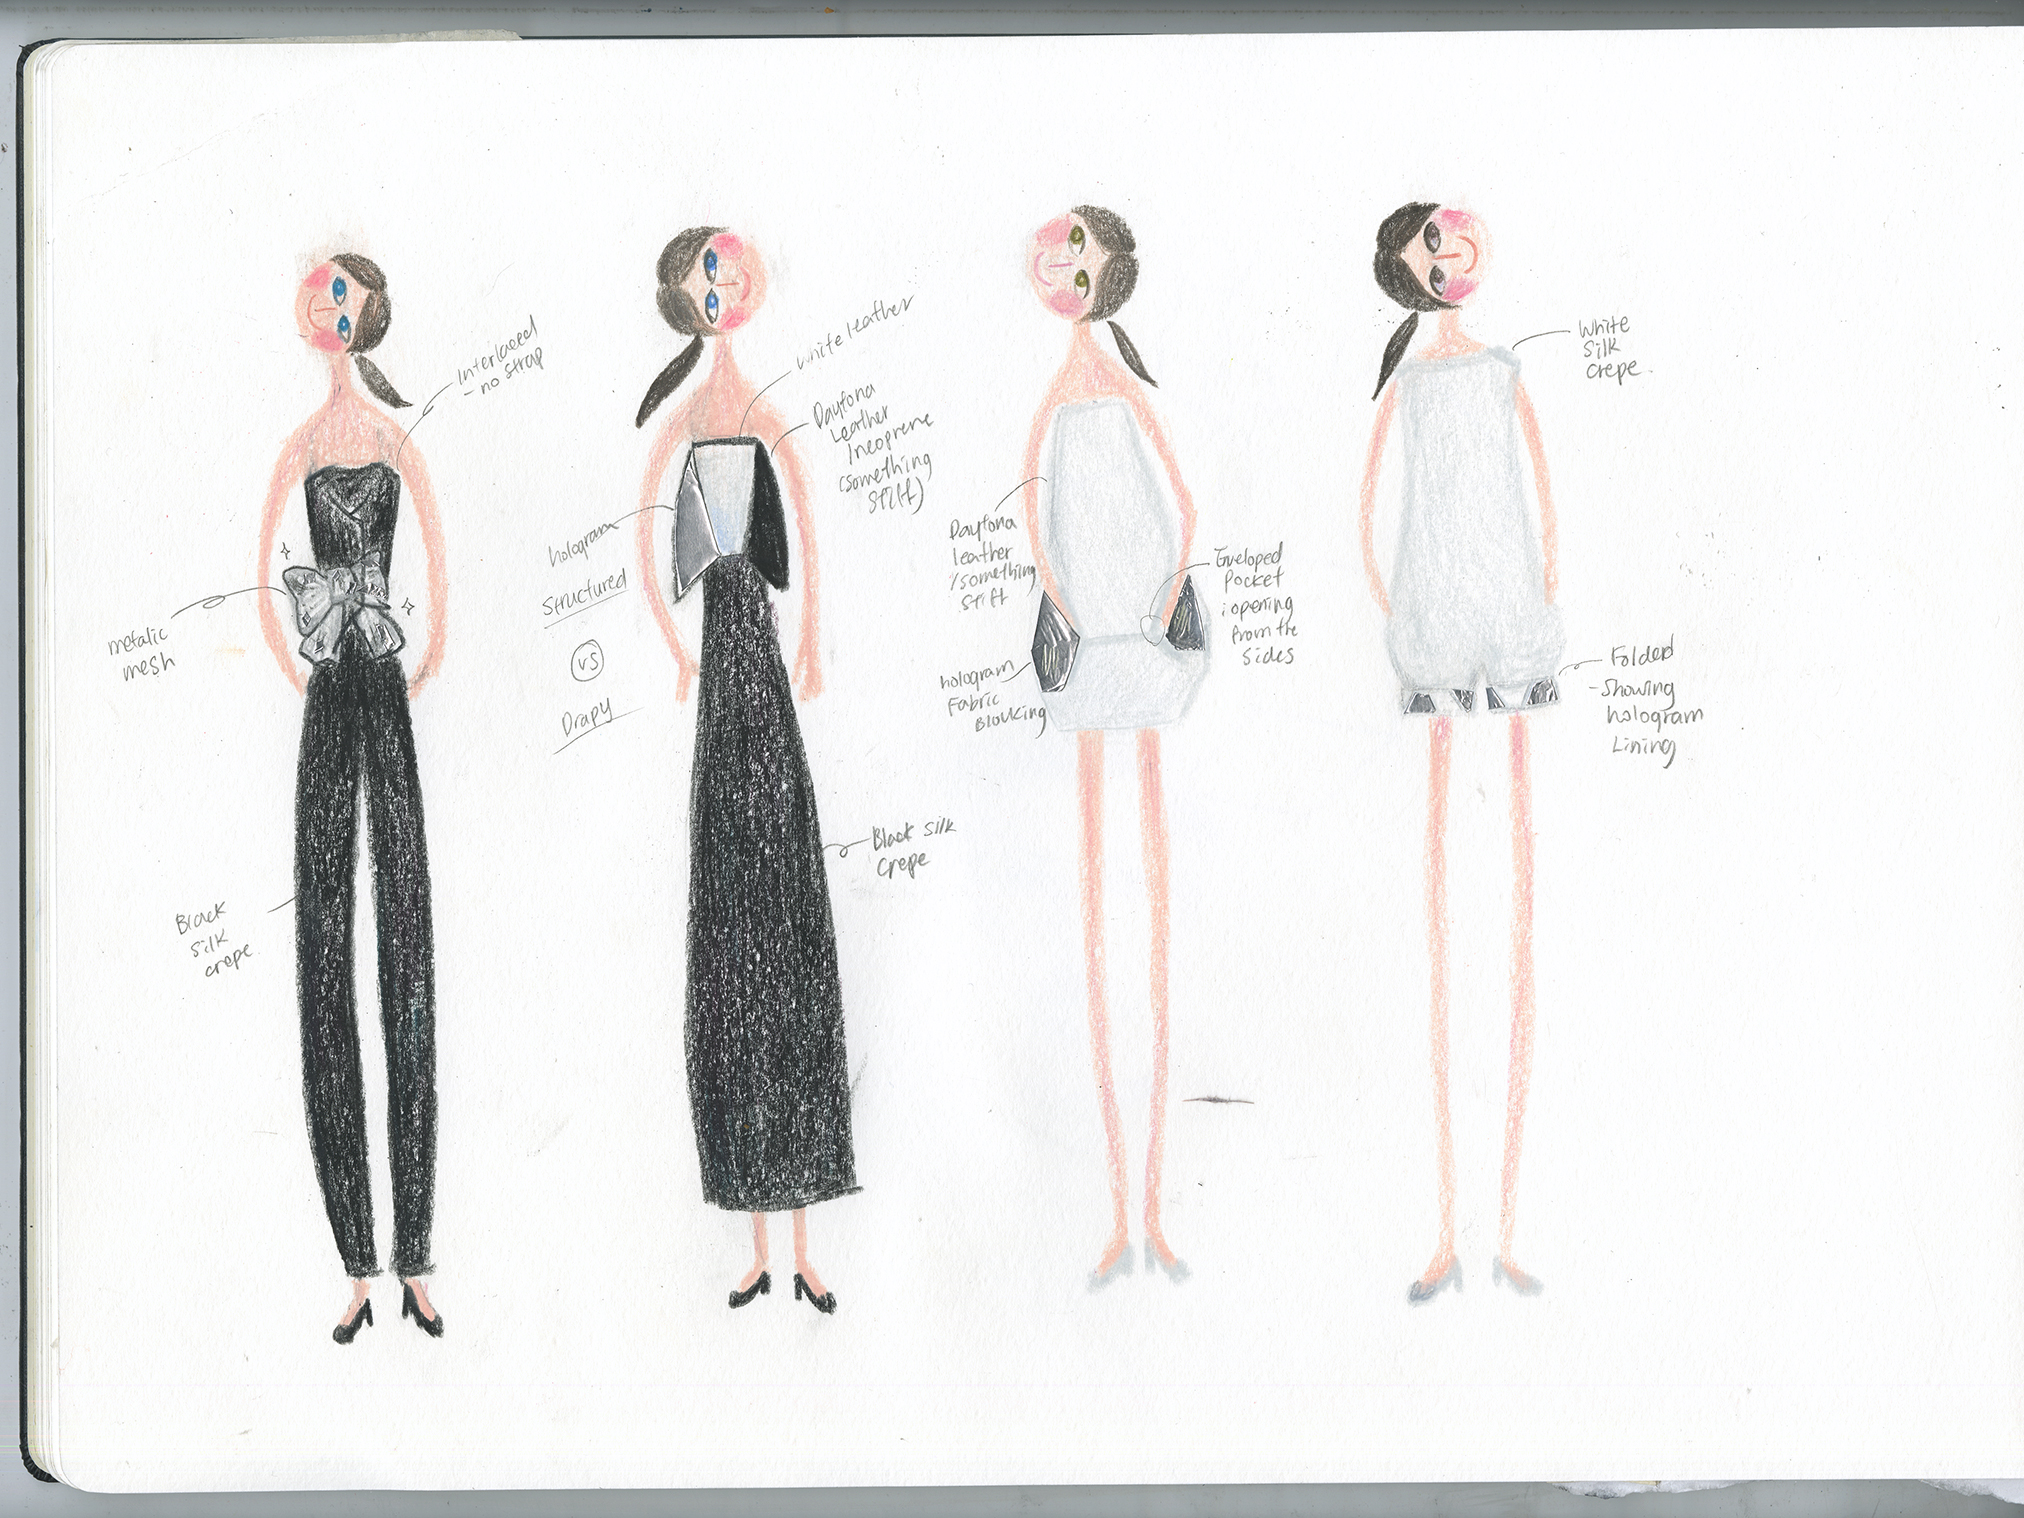 Interlaced
- no strap
metalic
mesh
Black
silk
crepe
white leather
Daytona
Leather
/neoprene
(something
stiff)
hologram
structured
vs
Drapy
Black silk
crepe
Daytona
leather
/something
stiff
hologram
Fabric
Blocking
Enveloped
pocket
: opening
from the
sides
White
silk
crepe.
Folded
- showing
hologram
Lining